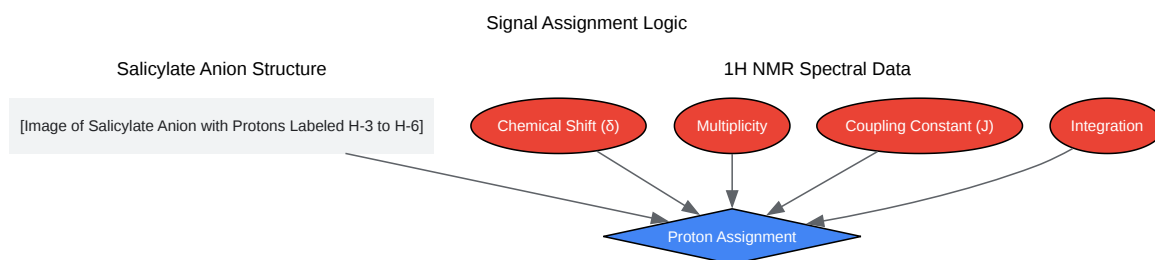 Signal Assignment Logic
Salicylate Anion Structure
1H NMR Spectral Data
[Image of Salicylate Anion with Protons Labeled H-3 to H-6]
Chemical Shift (δ)
Multiplicity
Coupling Constant (J)
Integration
Proton Assignment